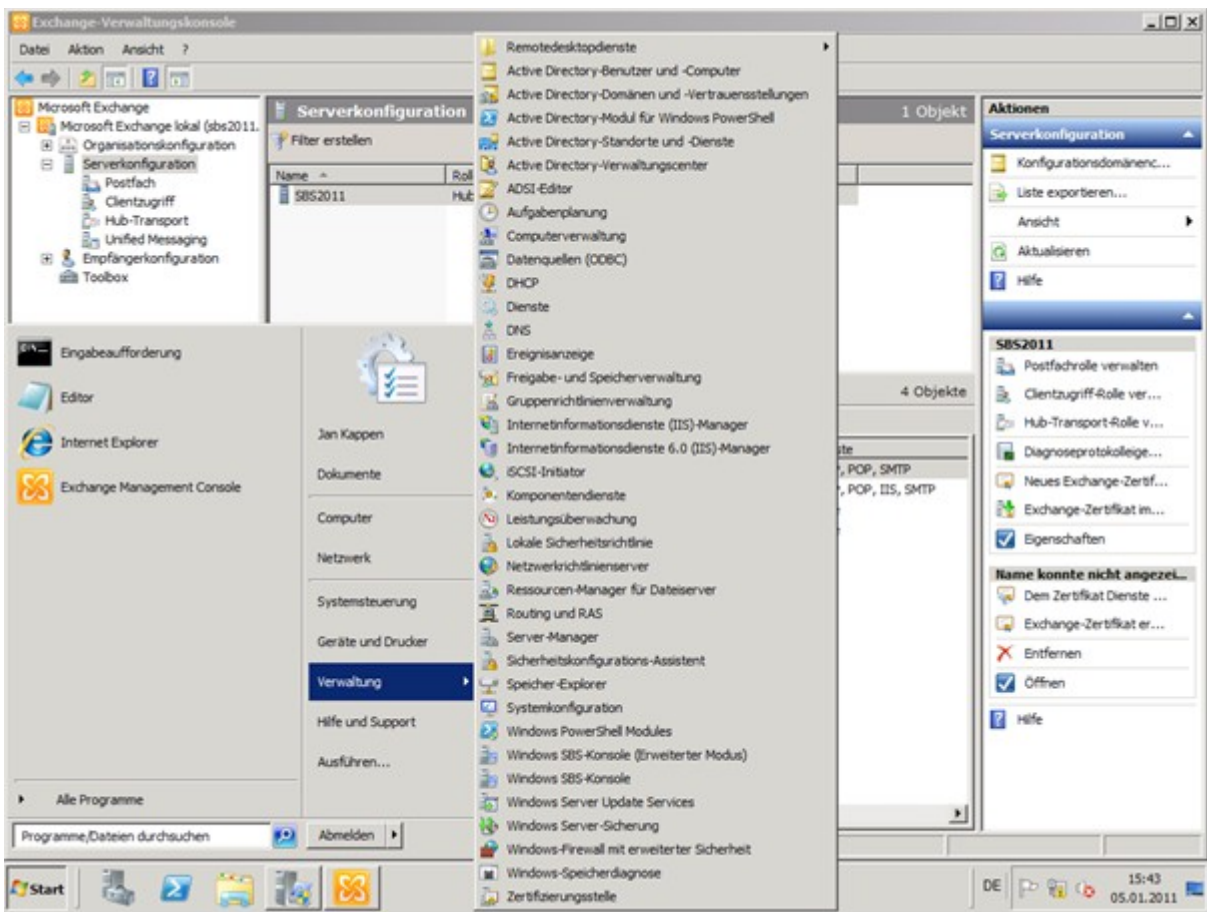 Exchange-Verwaltungskonsole
Datei Aktion Ansicht ?
Microsoft Exchange
Microsoft Exchange lokal (sbs2011.
Organisationskonfiguration
Serverkonfiguration
Postfach
Clientzugriff
Hub-Transport
Unified Messaging
Empfängerkonfiguration
Toolbox
Serverkonfiguration
1 Objekt
Filter erstellen
Name
SBS2011
4 Objekte
, POP, SMTP
, POP, IIS, SMTP
Aktionen
Serverkonfiguration
Konfigurationsdomänenc...
Liste exportieren...
Ansicht
Aktualisieren
Hilfe
SBS2011
Postfachrolle verwalten
Clientzugriff-Rolle ver...
Hub-Transport-Rolle v...
Diagnoseprotokolleige...
Neues Exchange-Zertif...
Exchange-Zertifikat im...
Eigenschaften
Name konnte nicht angezei...
Dem Zertifikat Dienste ...
Exchange-Zertifikat er...
Entfernen
Öffnen
Hilfe
Eingabeaufforderung
Editor
Internet Explorer
Exchange Management Console
Alle Programme
Programme/Dateien durchsuchen
Jan Kappen
Dokumente
Computer
Netzwerk
Systemsteuerung
Geräte und Drucker
Verwaltung
Hilfe und Support
Ausführen...
Abmelden
Remotedesktopdienste
Active Directory-Benutzer und -Computer
Active Directory-Domänen und -Vertrauensstellungen
Active Directory-Modul für Windows PowerShell
Active Directory-Standorte und -Dienste
Active Directory-Verwaltungscenter
ADSI-Editor
Aufgabenplanung
Computerverwaltung
Datenquellen (ODBC)
DHCP
Dienste
DNS
Ereignisanzeige
Freigabe- und Speicherverwaltung
Gruppenrichtlinienverwaltung
Internetinformationsdienste (IIS)-Manager
Internetinformationsdienste 6.0 (IIS)-Manager
iSCSI-Initiator
Komponentendienste
Leistungsüberwachung
Lokale Sicherheitsrichtlinie
Netzwerkrichtlinienserver
Ressourcen-Manager für Dateiserver
Routing und RAS
Server-Manager
Sicherheitskonfigurations-Assistent
Speicher-Explorer
Systemkonfiguration
Windows PowerShell Modules
Windows SBS-Konsole (Erweiterter Modus)
Windows SBS-Konsole
Windows Server Update Services
Windows Server-Sicherung
Windows-Firewall mit erweiterter Sicherheit
Windows-Speicherdiagnose
Zertifizierungsstelle
Start
DE
15:43
05.01.2011